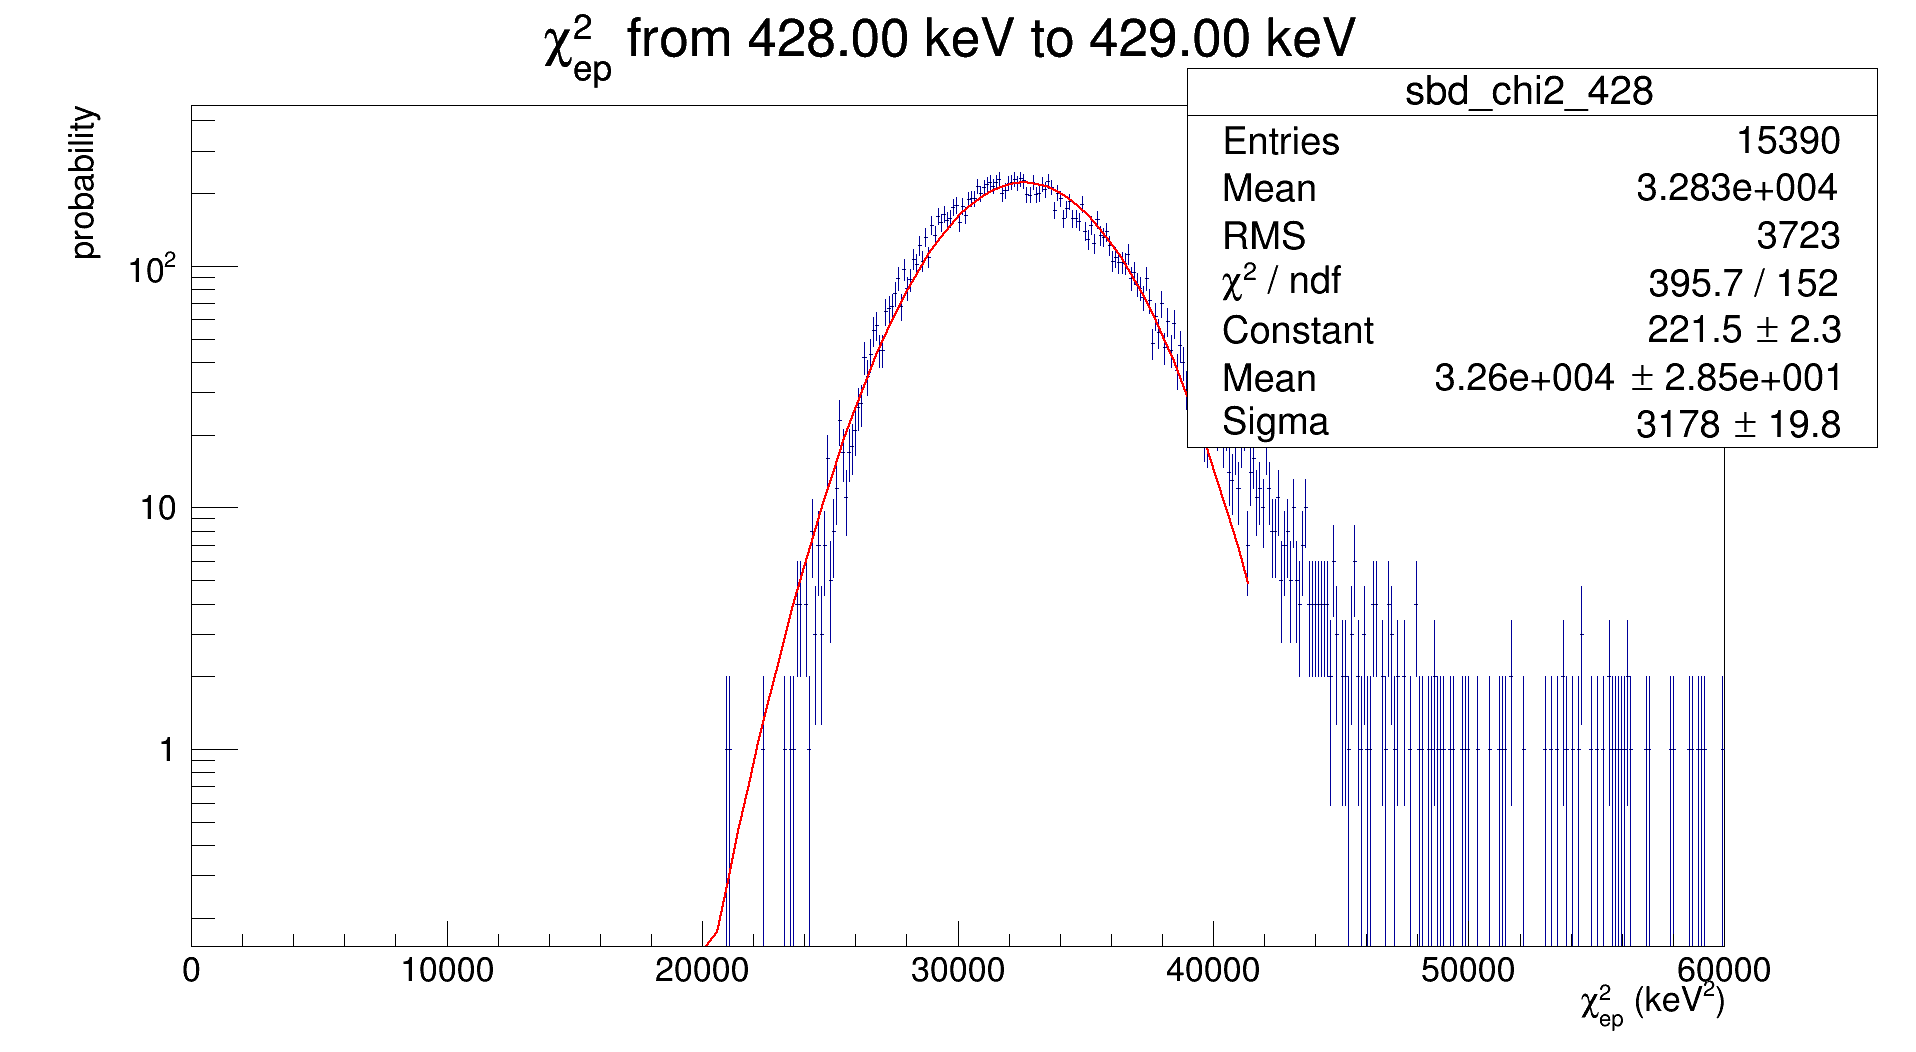 χ²ep from 428.00 keV to 429.00 keV
probability
sbd_chi2_428
Entries 15390
Mean 3.283e+004
RMS 3723
χ² / ndf 395.7 / 152
Constant 221.5 ± 2.3
Mean 3.26e+004 ± 2.85e+001
Sigma 3178 ± 19.8
10²
10
1
0 10000 20000 30000 40000 50000 60000
χ²ep (keV²)